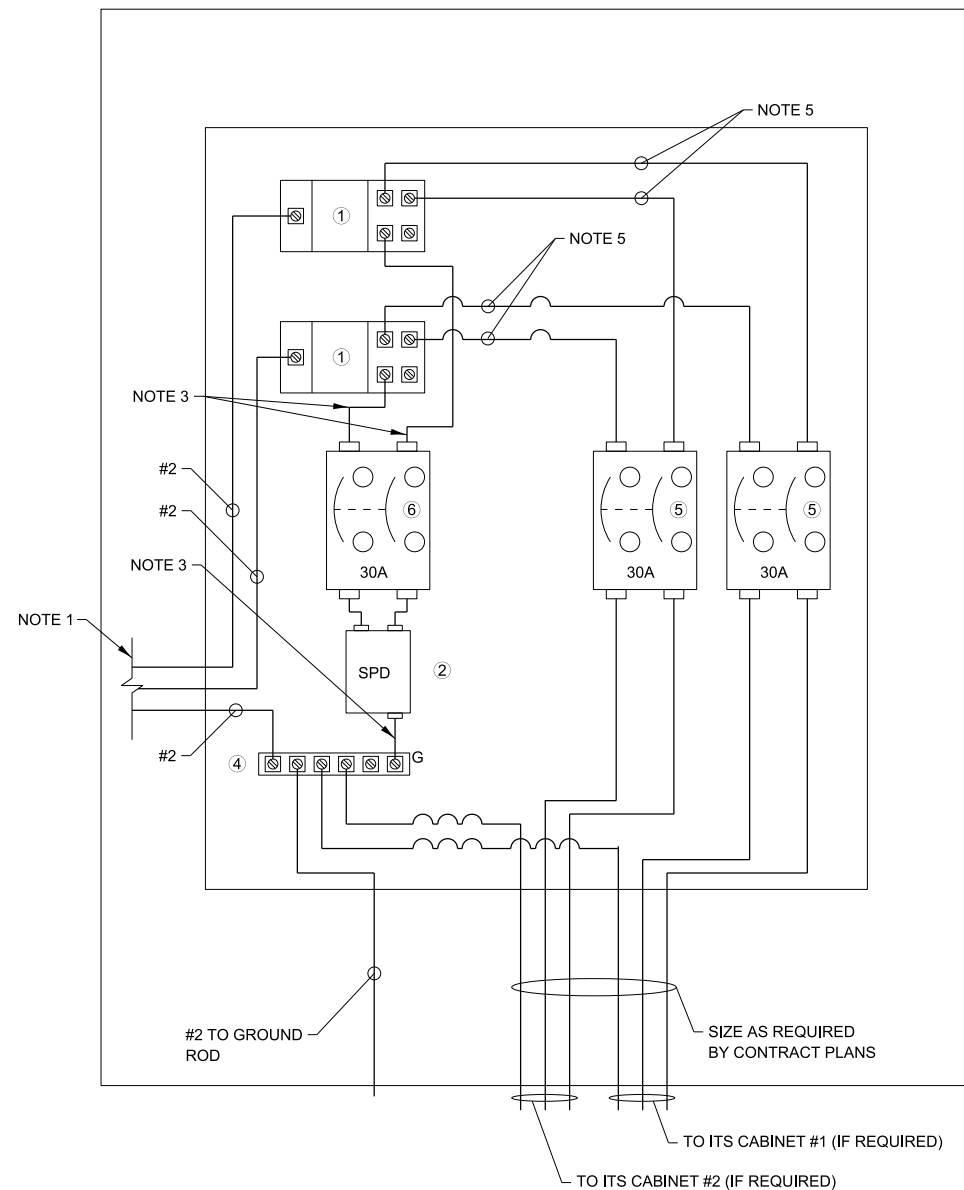 NOTE 5
①
NOTE 5
①
NOTE 3
#2
#2
⑥
⑤
⑤
NOTE 3
30A
30A
30A
NOTE 1
SPD
②
#2
④
G
#2 TO GROUND
ROD
SIZE AS REQUIRED
BY CONTRACT PLANS
TO ITS CABINET #1 (IF REQUIRED)
TO ITS CABINET #2 (IF REQUIRED)